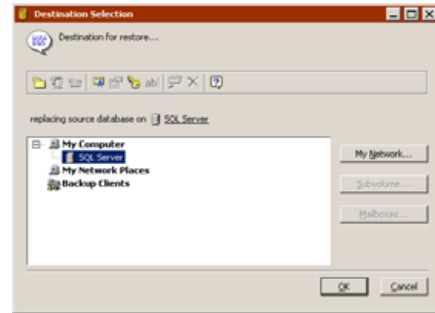 Destination Selection
Destination for restore....
ab|
replacing source database on SQL Server
My Computer
SQL Server
My Network Places
Backup Clients
My Network...
Subvolume...
Mailboxes...
OK
Cancel